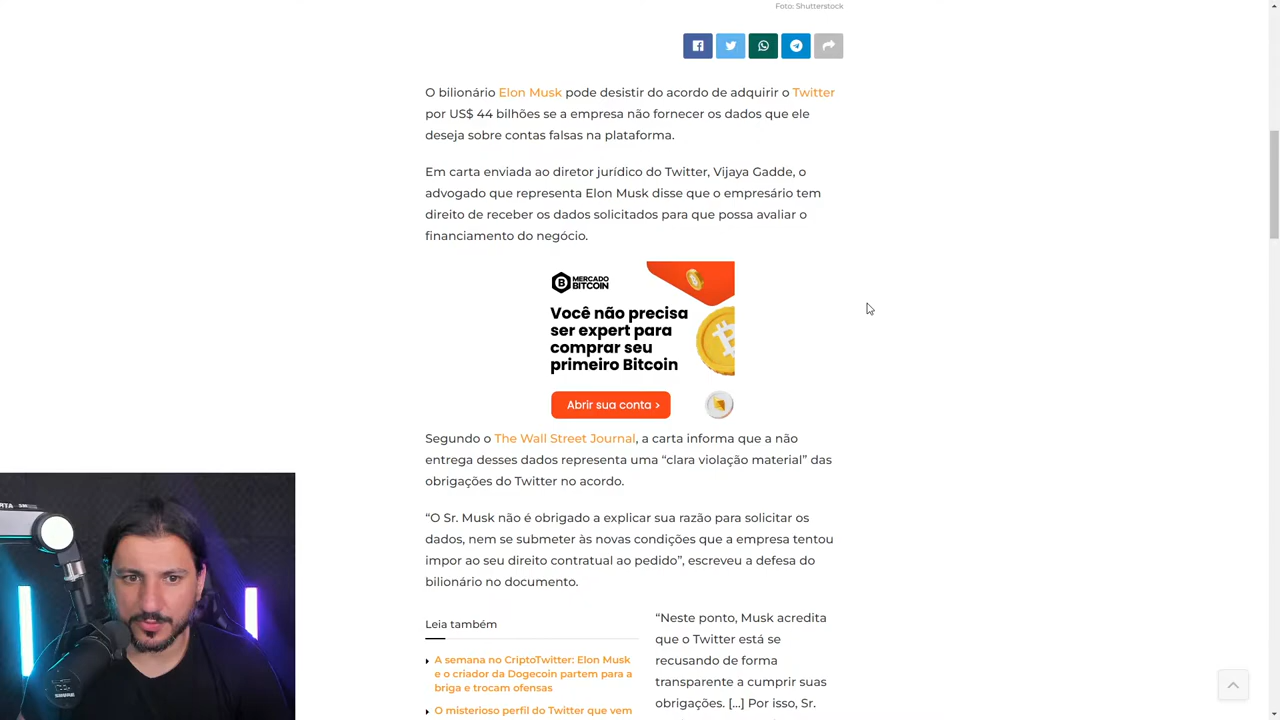 Foto: Shutterstock
O bilionário Elon Musk pode desistir do acordo de adquirir o Twitter
por US$ 44 bilhões se a empresa não fornecer os dados que ele
deseja sobre contas falsas na plataforma.
Em carta enviada ao diretor jurídico do Twitter, Vijaya Gadde, o
advogado que representa Elon Musk disse que o empresário tem
direito de receber os dados solicitados para que possa avaliar o
financiamento do negócio.
MERCADO
BITCOIN
Você não precisa
ser expert para
comprar seu
primeiro Bitcoin
Abrir sua conta >
Segundo o The Wall Street Journal, a carta informa que a não
entrega desses dados representa uma “clara violação material” das
obrigações do Twitter no acordo.
“O Sr. Musk não é obrigado a explicar sua razão para solicitar os
dados, nem se submeter às novas condições que a empresa tentou
impor ao seu direito contratual ao pedido”, escreveu a defesa do
bilionário no documento.
Leia também
A semana no CriptoTwitter: Elon Musk
e o criador da Dogecoin partem para a
briga e trocam ofensas
O misterioso perfil do Twitter que vem
“Neste ponto, Musk acredita
que o Twitter está se
recusando de forma
transparente a cumprir suas
obrigações. [...] Por isso, Sr.